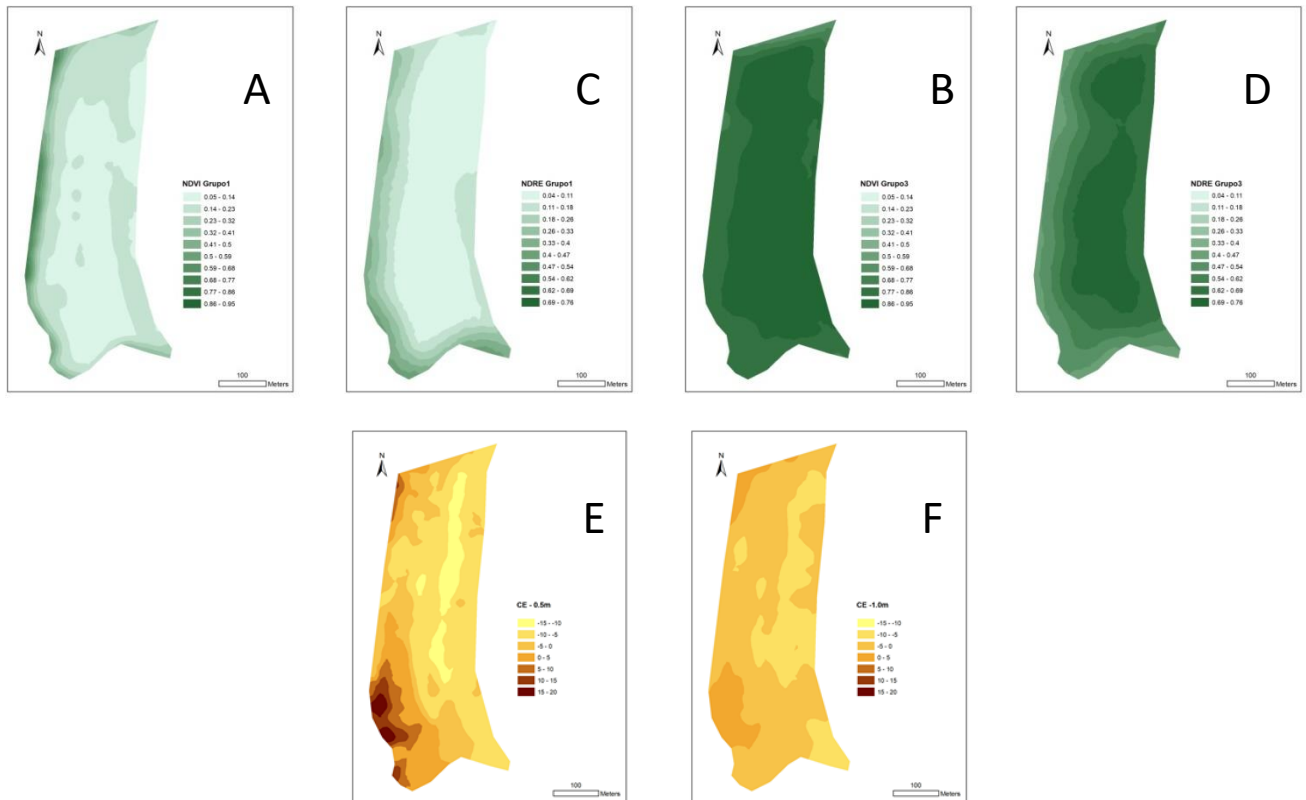 N
A
NDVI Grupo1
0.05 - 0.14
0.14 - 0.23
0.23 - 0.32
0.32 - 0.41
0.41 - 0.5
0.5 - 0.59
0.59 - 0.68
0.68 - 0.77
0.77 - 0.86
0.86 - 0.95
100
Meters
N
C
NDRE Grupo1
0.04 - 0.11
0.11 - 0.18
0.18 - 0.26
0.26 - 0.33
0.33 - 0.4
0.4 - 0.47
0.47 - 0.54
0.54 - 0.62
0.62 - 0.69
0.69 - 0.76
100
Meters
N
B
NDVI Grupo3
0.05 - 0.14
0.14 - 0.23
0.23 - 0.32
0.32 - 0.41
0.41 - 0.5
0.5 - 0.59
0.59 - 0.68
0.68 - 0.77
0.77 - 0.86
0.86 - 0.95
100
Meters
N
D
NDRE Grupo3
0.04 - 0.11
0.11 - 0.18
0.18 - 0.26
0.26 - 0.33
0.33 - 0.4
0.4 - 0.47
0.47 - 0.54
0.54 - 0.62
0.62 - 0.69
0.69 - 0.76
100
Meters
N
E
CE - 0.5m
-15 - -10
-10 - -5
-5 - 0
0 - 5
5 - 10
10 - 15
15 - 20
100
Meters
N
F
CE -1.0m
-15 - -10
-10 - -5
-5 - 0
0 - 5
5 - 10
10 - 15
15 - 20
100
Meters